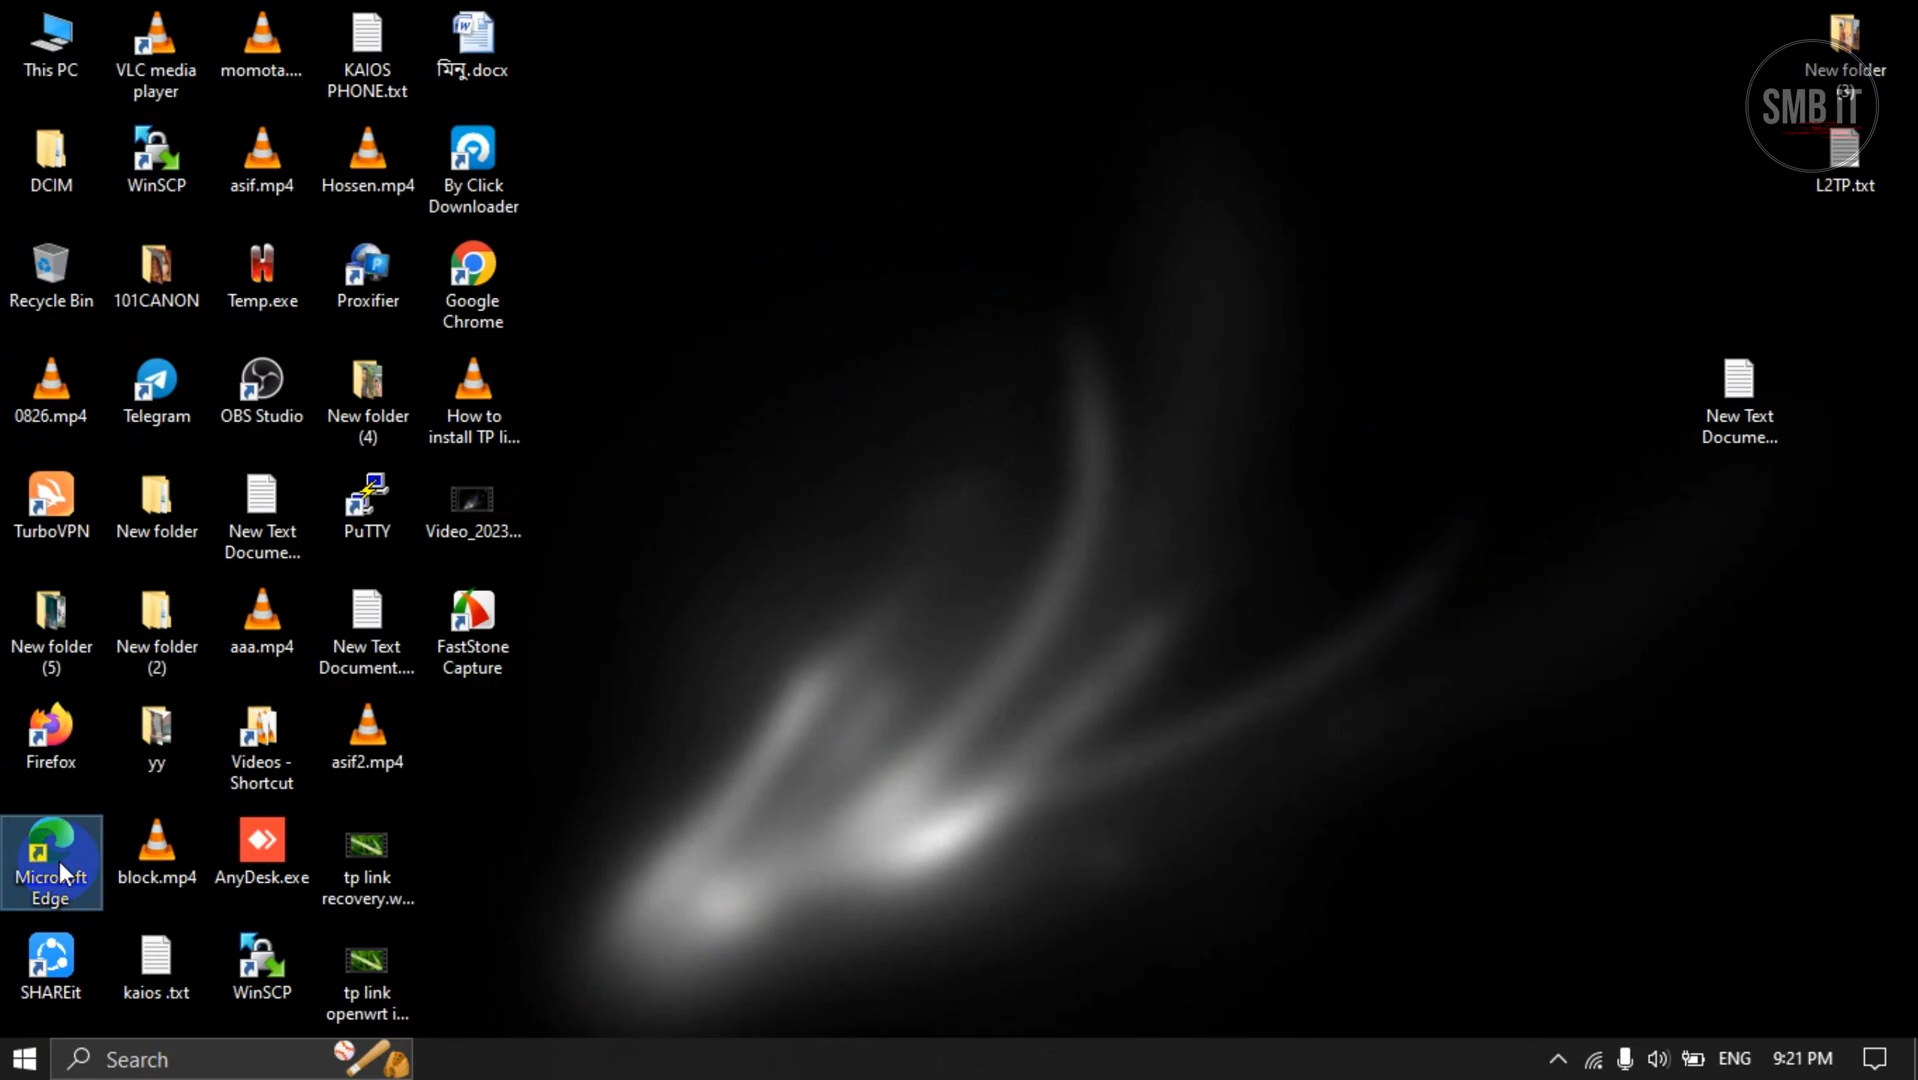 This PC
VLC media
player
momota....
KAIOS
PHONE.txt
মিনু.docx
New folder
(3)
SMB IT
DCIM
WinSCP
asif.mp4
Hossen.mp4
By Click
Downloader
L2TP.txt
Recycle Bin
101CANON
Temp.exe
Proxifier
Google
Chrome
0826.mp4
Telegram
OBS Studio
New folder
(4)
How to
install TP li...
New Text
Docume...
TurboVPN
New folder
New Text
Docume...
PuTTY
Video_2023...
New folder
(5)
New folder
(2)
aaa.mp4
New Text
Document....
FastStone
Capture
Firefox
yy
Videos -
Shortcut
asif2.mp4
Microsoft
Edge
block.mp4
AnyDesk.exe
tp link
recovery.w...
SHAREit
kaios .txt
WinSCP
tp link
openwrt i...
Search
ENG
9:21 PM